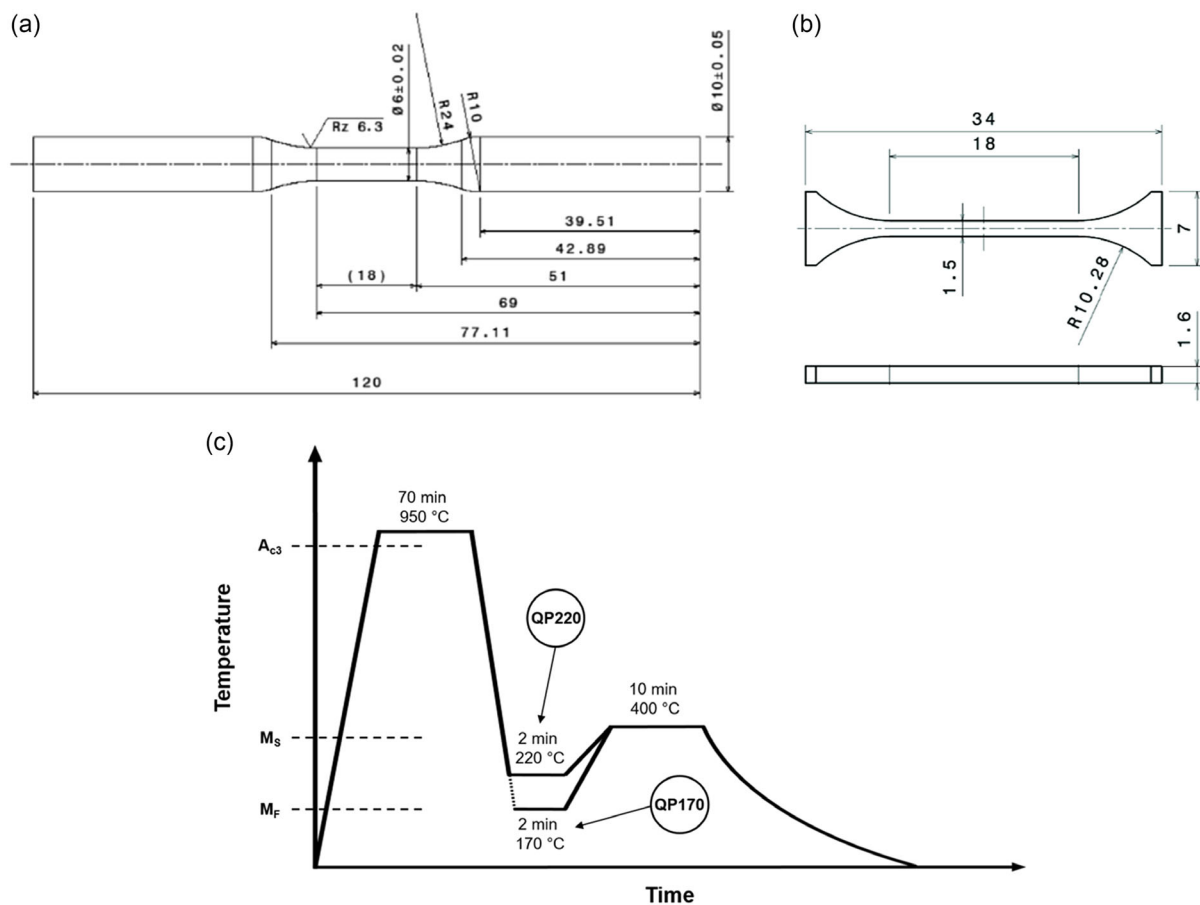 (a)
(b)
Rz 6.3
Ø6±0.02
R24
R10
Ø10±0.05
39.51
42.89
(18)
51
69
77.11
120
34
18
7
1.5
R10.28
1.6
(c)
Temperature
70 min
950 °C
Ac3
QP220
10 min
400 °C
MS
2 min
220 °C
MF
QP170
2 min
170 °C
Time